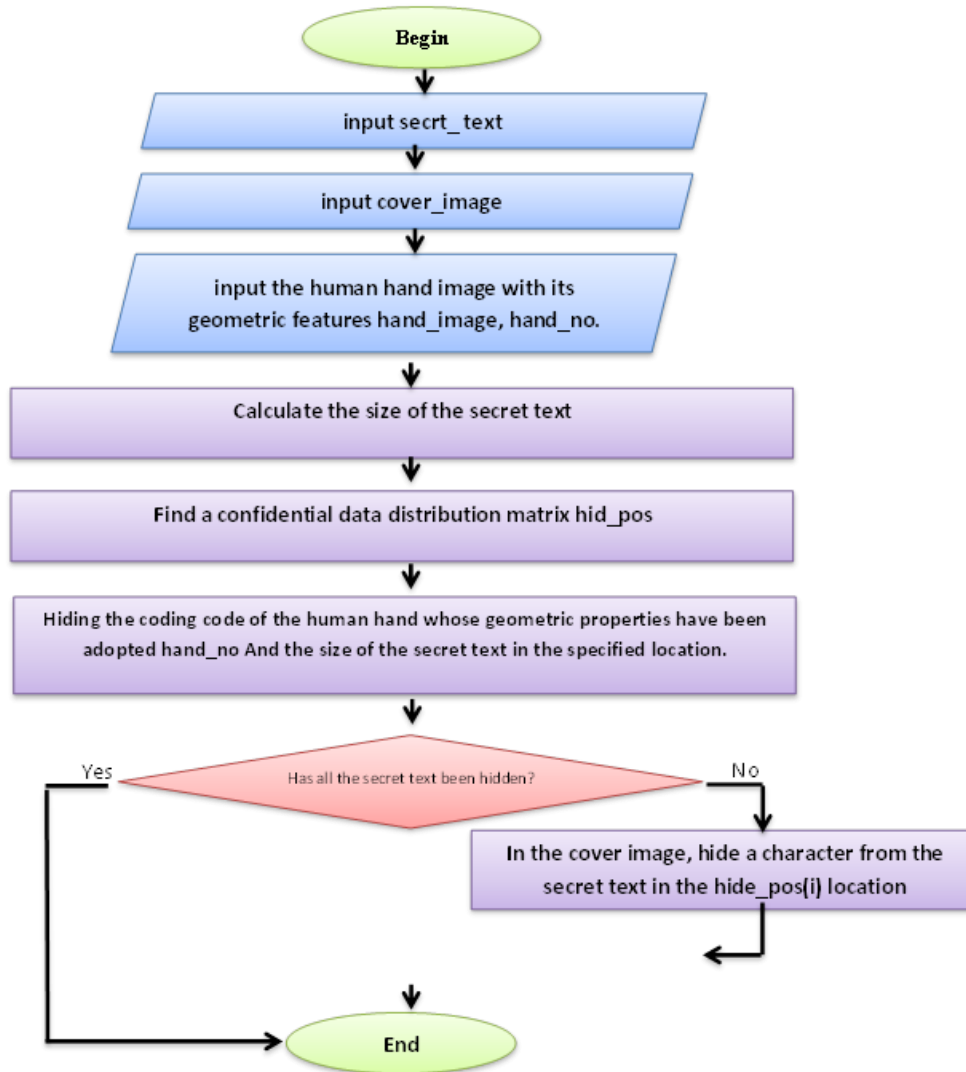 Begin
input secrt_ text
input cover_image
input the human hand image with its
geometric features hand_image, hand_no.
Calculate the size of the secret text
Find a confidential data distribution matrix hid_pos
Hiding the coding code of the human hand whose geometric properties have been
adopted hand_no And the size of the secret text in the specified location.
Has all the secret text been hidden?
Yes
No
In the cover image, hide a character from the
secret text in the hide_pos(i) location
End